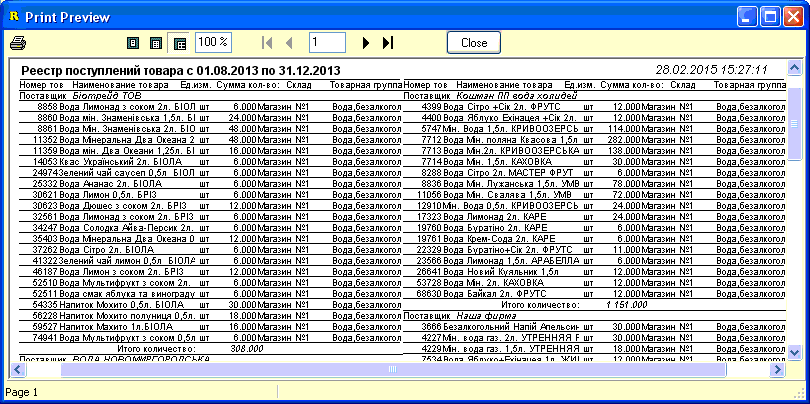 Print Preview
100 %
1
Close
Реестр поступлений товара с 01.08.2013 по 31.12.2013
28.02.2015 15:27:11
Номер тов Наименование товара Ед.изм. Сумма кол-во: Склад Товарная группа
Поставщик Біотрейд ТОВ
8858 Вода Лимонад з соком 2л. БІОЛ шт 6.000 Магазин №1 Вода,безалкогол
8860 Вода мін. Знаменівська 1,5л. БІ шт 24.000 Магазин №1 Вода,безалкогол
8861 Вода Мін. Знаменівська 2л. БІОЛ шт 48.000 Магазин №1 Вода,безалкогол
11352 Вода Мінеральна Два Океана 2 шт 48.000 Магазин №1 Вода,безалкогол
11359 Вода мін. Два Океани 1,25л. БІ шт 18.000 Магазин №1 Вода,безалкогол
14053 Квас Український 2л. БІОЛА шт 6.000 Магазин №1 Вода,безалкогол
24974 Зелений чай саусеп 0,5л. БІОЛ шт 12.000 Магазин №1 Вода,безалкогол
25332 Вода Ананас 2л. БІОЛА шт 6.000 Магазин №1 Вода,безалкогол
30621 Вода Лимон 0,5л. БРІЗ шт 12.000 Магазин №1 Вода,безалкогол
30623 Вода Дюшес з соком 2л. БРІЗ шт 12.000 Магазин №1 Вода,безалкогол
32561 Вода Лимонад з соком 2л. БРІЗ шт 6.000 Магазин №1 Вода,безалкогол
34247 Вода Солодка Айва-Персик 2л. шт 6.000 Магазин №1 Вода,безалкогол
35403 Вода Мінеральна Два Океана 0 шт 12.000 Магазин №1 Вода,безалкогол
37262 Вода Сітро 2л. БІОЛА шт 6.000 Магазин №1 Вода,безалкогол
41322 Зелений чай лимон 0,5л БІОЛА шт 6.000 Магазин №1 Вода,безалкогол
46187 Вода Лимон з соком 2л. БРІЗ шт 12.000 Магазин №1 Вода,безалкогол
52510 Вода Мультифрукт з соком 2л. шт 6.000 Магазин №1 Вода,безалкогол
52511 Вода смак яблука та винограду шт 6.000 Магазин №1 Вода,безалкогол
54335 Напиток Мохито 0,5л. БІОЛА шт 30.000 Магазин №1 Вода,безалкогол
56228 Напиток Мохито полуниця 0,5л. шт 18.000 Магазин №1 Вода,безалкогол
59527 Напиток Махито 1л.БІОЛА шт 16.000 Магазин №1 Вода,безалкогол
74941 Вода Мультифрукт з соком 0,5л шт 6.000 Магазин №1 Вода,безалкогол
Итого количество: 308.000
Поставщик ВОДА НОВОМИРГОРОДСЬКА
Номер тов Наименование товара Ед.изм. Сумма кол-во: Склад Товарная группа
Поставщик Кошман ПП вода холидей
4399 Вода Сітро +Сік 2л. ФРУТС шт 12.000 Магазин №1 Вода,безалкогол
4400 Вода Яблуко Ехінацея +Сік 2л. шт 12.000 Магазин №1 Вода,безалкогол
5747 Мін. Вода 1,5л. КРИВООЗЕРСЬ шт 114.000 Магазин №1 Вода,безалкогол
7712 Вода Мін. поляна Квасова 1,5л шт 282.000 Магазин №1 Вода,безалкогол
7713 Вода Мін.2л. КРИВООЗЕРСЬКА шт 138.000 Магазин №1 Вода,безалкогол
7714 Вода Мін. 1,5л. КАХОВКА шт 30.000 Магазин №1 Вода,безалкогол
8288 Вода Сітро 2л. МАСТЕР ФРУТ шт 6.000 Магазин №1 Вода,безалкогол
8836 Вода Мін. Лужанська 1,5л. УМВ шт 78.000 Магазин №1 Вода,безалкогол
11056 Вода Мін. Свалява 1,5л. УМВ шт 72.000 Магазин №1 Вода,безалкогол
12910 Мін. Вода 0,5л. КРИВООЗЕРСЬ шт 24.000 Магазин №1 Вода,безалкогол
17323 Вода Лимонад 2л. КАРЕ шт 24.000 Магазин №1 Вода,безалкогол
19760 Вода Буратіно 2л. КАРЕ шт 6.000 Магазин №1 Вода,безалкогол
19761 Вода Крем-Сода 2л. КАРЕ шт 6.000 Магазин №1 Вода,безалкогол
22329 Вода Буратіно+Сік 2л. ФРУТС шт 11.000 Магазин №1 Вода,безалкогол
23566 Вода Лимонад 1,5л. АРАБЕЛЛА шт 6.000 Магазин №1 Вода,безалкогол
26641 Вода Новий Куяльник 1,5л шт 12.000 Магазин №1 Вода,безалкогол
53728 Вода Мін. 2л. КАХОВКА шт 12.000 Магазин №1 Вода,безалкогол
68630 Вода Байкал 2л. ФРУТС шт 12.000 Магазин №1 Вода,безалкогол
Итого количество: 1 151.000
Поставщик Наша фирма
3666 Безалкогольний Напій Апельсин шт 30.000 Магазин №1 Вода,безалкогол
4227 Мін. вода газ. 2л. УТРЕННЯЯ Р шт 30.000 Магазин №1 Вода,безалкогол
4229 Мін. вода газ. 1,5л. УТРЕННЯЯ шт 18.000 Магазин №1 Вода,безалкогол
7534 Вода Яблуко+Ехінацея 1л. ЖИ шт 12.000 Магазин №1 Вода,безалкогол
Page 1